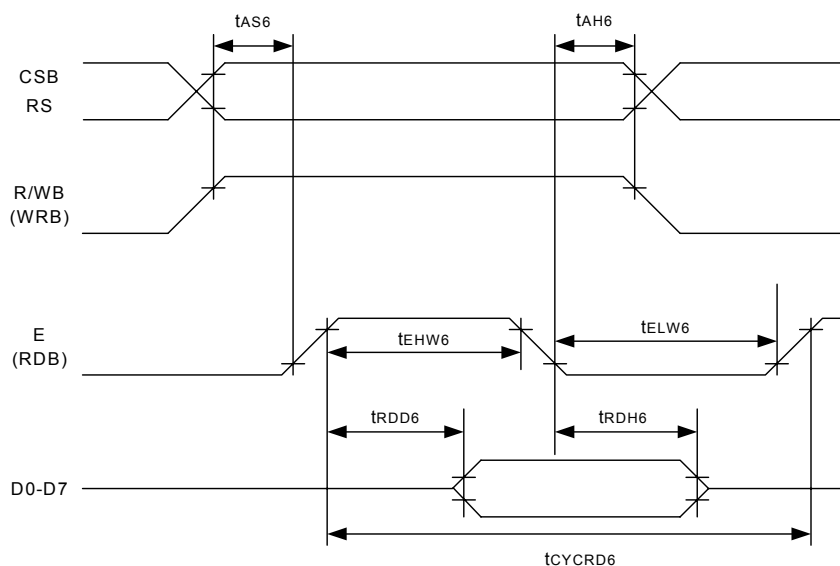 tAS6
tAH6
CSB
RS
R/WB
(WRB)
E
(RDB)
tEHW6
tELW6
tRDD6
tRDH6
D0-D7
tCYCRD6